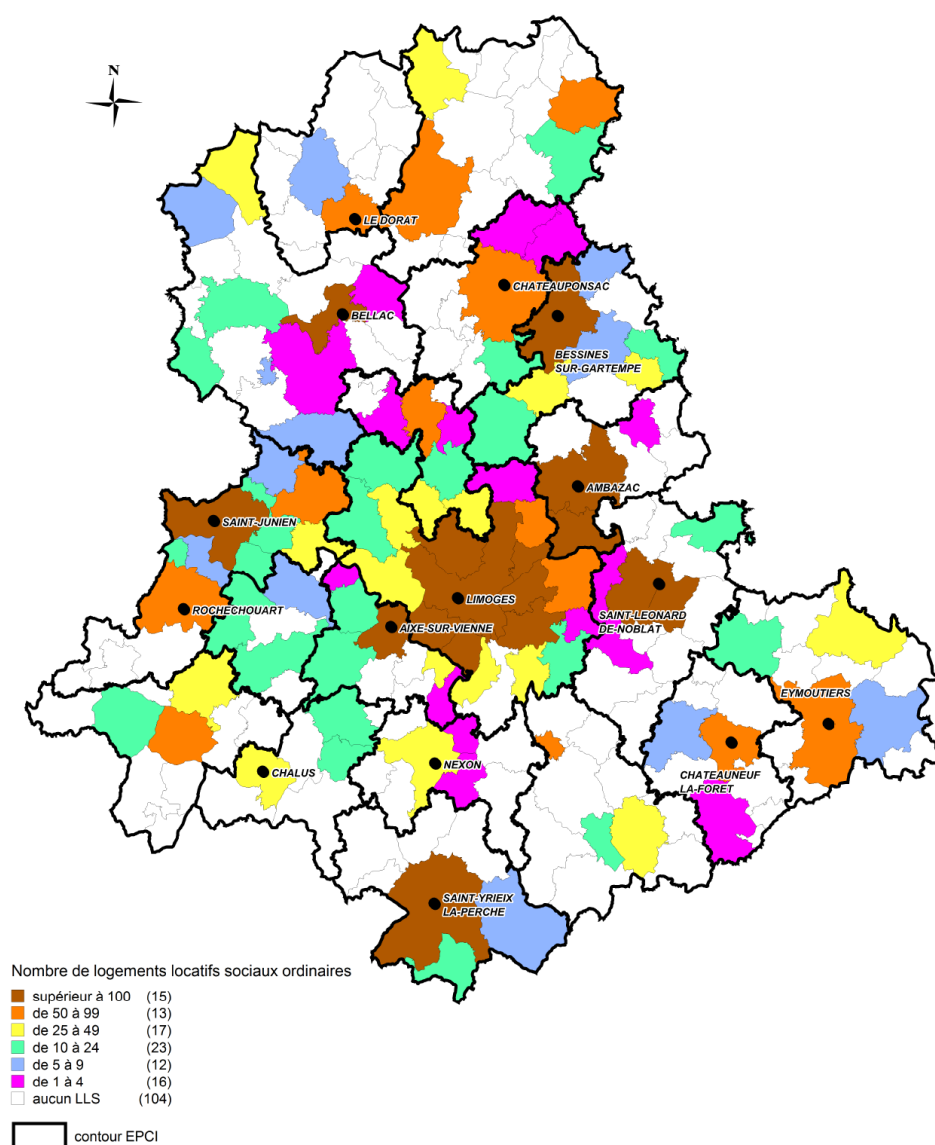 N
LE DORAT
CHATEAUPONSAC
BELLAC
BESSINES
SUR-GARTEMPE
AMBAZAC
SAINT-JUNIEN
LIMOGES
ROCHECHOUART
SAINT-LEONARD
DE-NOBLAT
AIXE-SUR-VIENNE
EYMOUTIERS
NEXON
CHALUS
CHATEAUNEUF
LA-FORET
SAINT-YRIEIX
LA-PERCHE
Nombre de logements locatifs sociaux ordinaires
supérieur à 100 (15)
de 50 à 99 (13)
de 25 à 49 (17)
de 10 à 24 (23)
de 5 à 9 (12)
de 1 à 4 (16)
aucun LLS (104)
contour EPCI